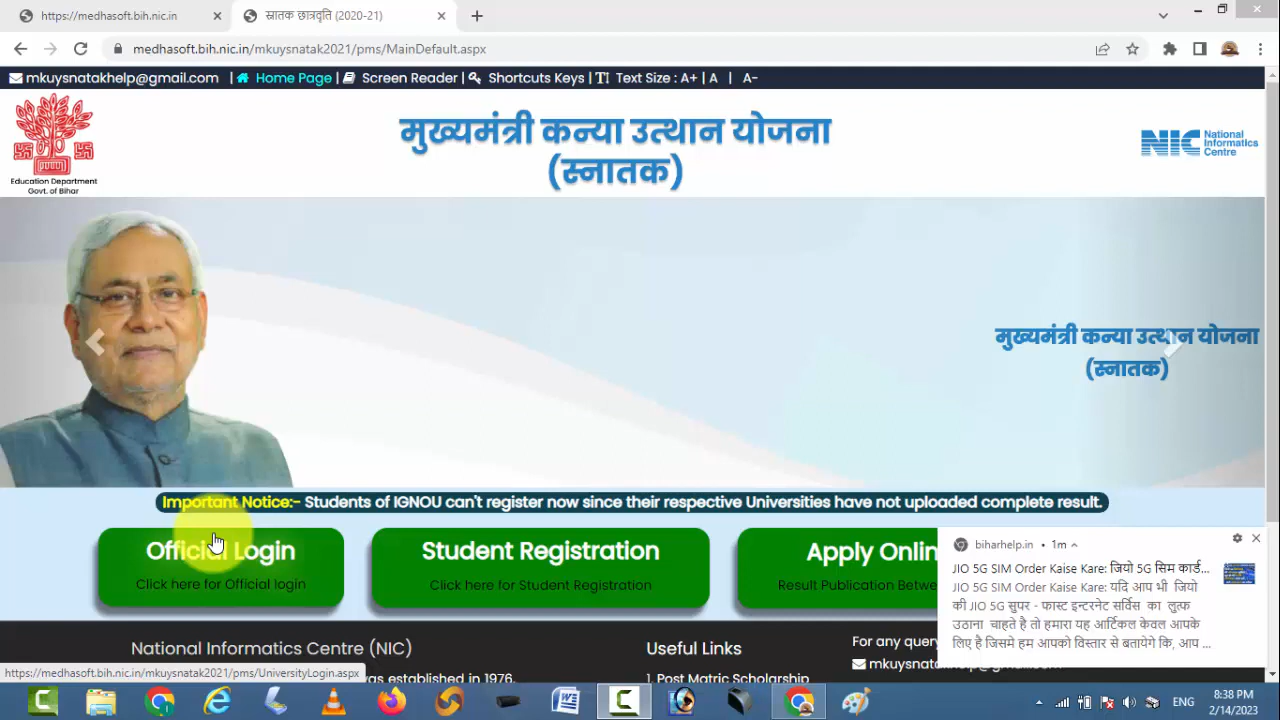 https://medhasoft.bih.nic.in
स्नातक छात्रवृति (2020-21)
medhasoft.bih.nic.in/mkuysnatak2021/pms/MainDefault.aspx
mkuysnatakhelp@gmail.com | Home Page | Screen Reader | Shortcuts Keys | Text Size : A+ | A | A-
Education Department
Govt. of Bihar
मुख्यमंत्री कन्या उत्थान योजना
(स्नातक)
NIC National
Informatics
Centre
मुख्यमंत्री कन्या उत्थान योजना
(स्नातक)
Important Notice:- Students of IGNOU can't register now since their respective Universities have not uploaded complete result.
Official Login
Click here for Official login
Student Registration
Click here for Student Registration
Apply Onlin
Result Publication Betwe
biharhelp.in • 1m
JIO 5G SIM Order Kaise Kare: जियो 5G सिम कार्ड...
JIO 5G SIM Order Kaise Kare: यदि आप भी जियो
की JIO 5G सुपर - फास्ट इन्टरनेट सर्विस का लुत्फ
उठाना चाहते है तो हमारा यह आर्टिकल केवल आपके
लिए है जिसमे हम आपको विस्तार से बतायेगे कि, आप ...
National Informatics Centre (NIC)
was established in 1976.
Useful Links
1. Post Matric Scholarship
For any query
https://medhasoft.bih.nic.in/mkuysnatak2021/pms/UniversityLogin.aspx
ENG
8:38 PM
2/14/2023